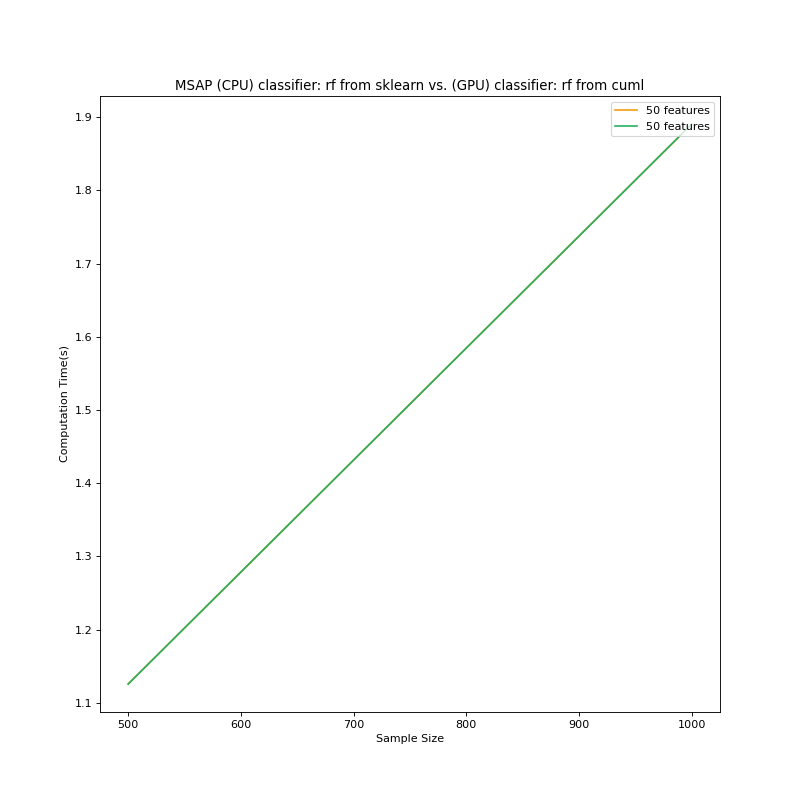 MSAP (CPU) classifier: rf from sklearn vs. (GPU) classifier: rf from cuml
50 features
50 features
1.9
1.8
1.7
1.6
1.5
1.4
1.3
1.2
1.1
Computation Time(s)
500 600 700 800 900 1000
Sample Size